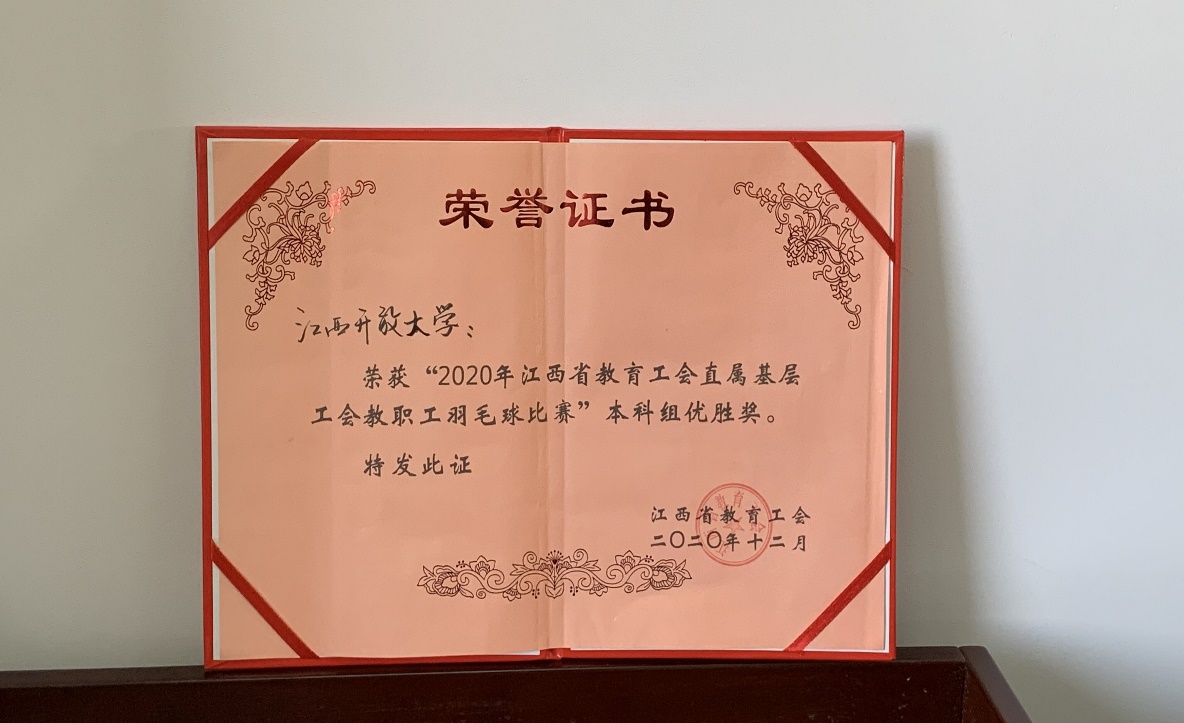 荣誉证书
江西开放大学：
荣获“2020年江西省教育工会直属基层
工会教职工羽毛球比赛”本科组优胜奖。
特发此证
江西省教育工会
二〇二〇年十二月